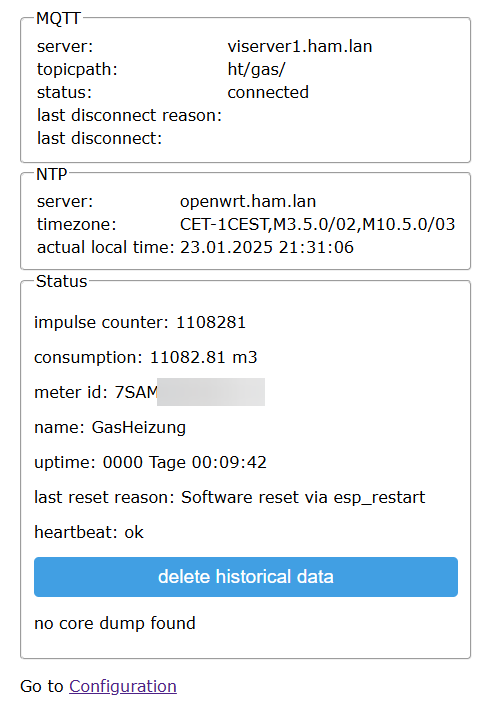 MQTT
server: viserver1.ham.lan
topicpath: ht/gas/
status: connected
last disconnect reason:
last disconnect:
NTP
server: openwrt.ham.lan
timezone: CET-1CEST,M3.5.0/02,M10.5.0/03
actual local time: 23.01.2025 21:31:06
Status
impulse counter: 1108281
consumption: 11082.81 m3
meter id: 7SAM
name: GasHeizung
uptime: 0000 Tage 00:09:42
last reset reason: Software reset via esp_restart
heartbeat: ok
delete historical data
no core dump found
Go to Configuration